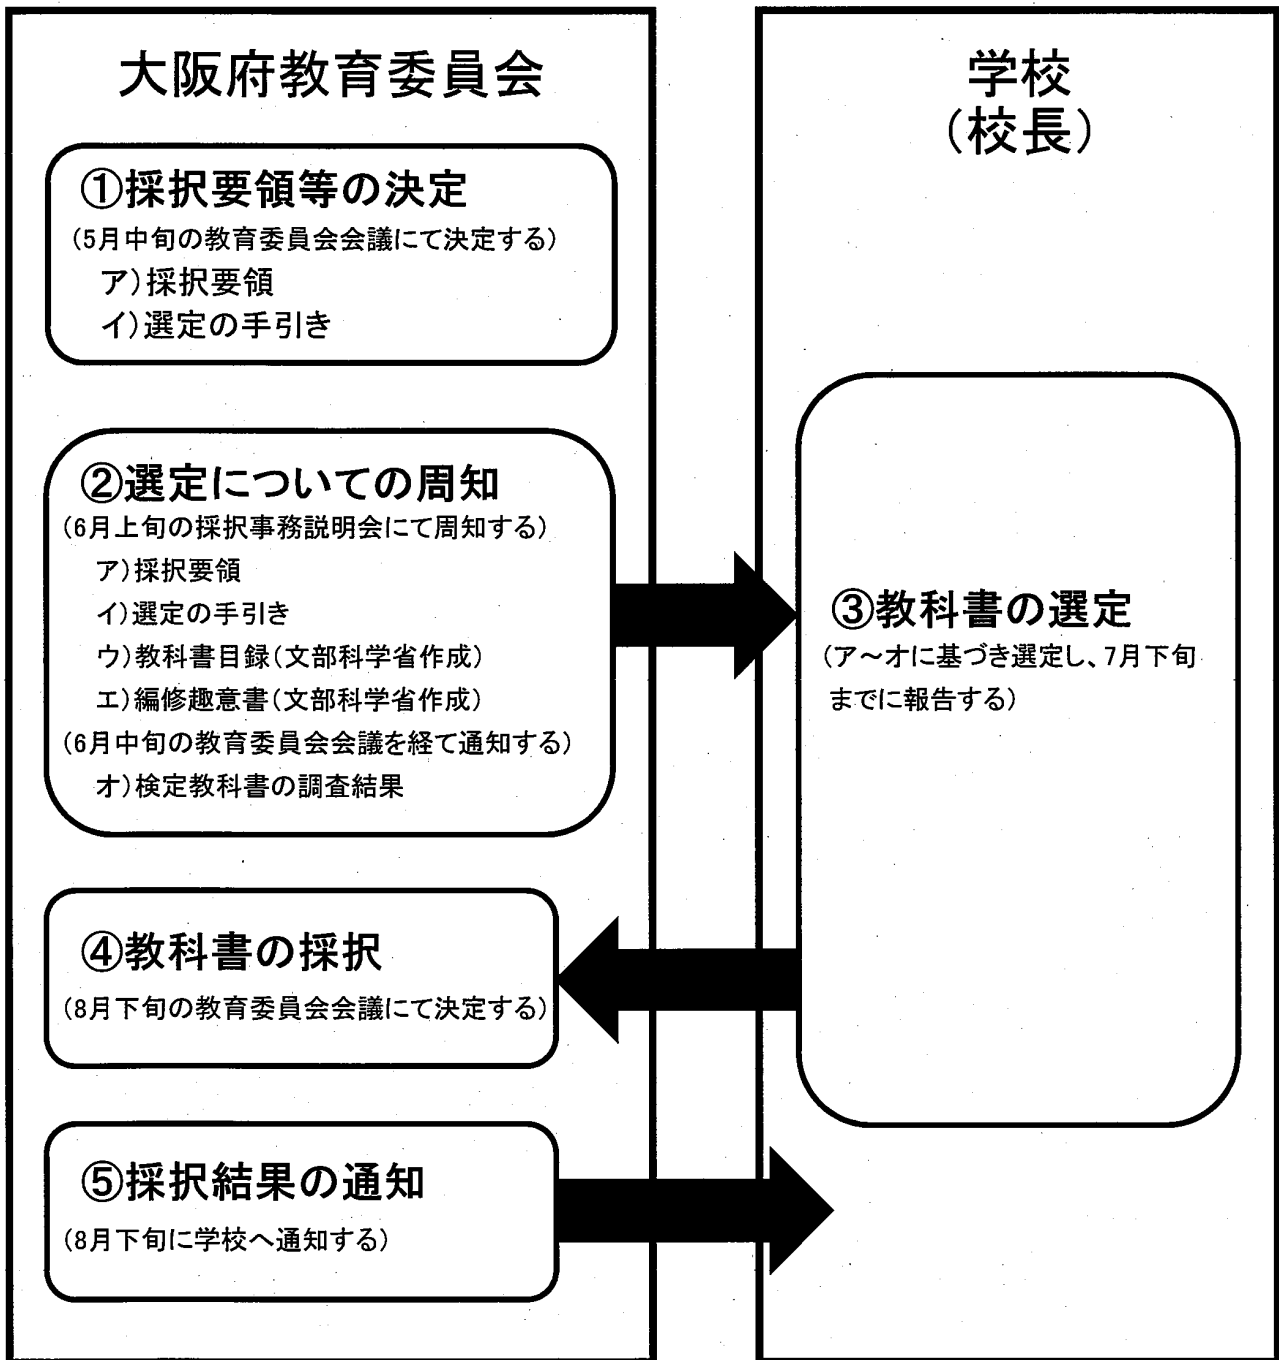 大阪府教育委員会
①採択要領等の決定
(5月中旬の教育委員会会議にて決定する)
ア)採択要領
イ)選定の手引き
②選定についての周知
(6月上旬の採択事務説明会にて周知する)
ア)採択要領
イ)選定の手引き
ウ)教科書目録(文部科学省作成)
エ)編修趣意書(文部科学省作成)
(6月中旬の教育委員会会議を経て通知する)
オ)検定教科書の調査結果
④教科書の採択
(8月下旬の教育委員会会議にて決定する)
⑤採択結果の通知
(8月下旬に学校へ通知する)
学校
(校長)
③教科書の選定
(ア～オに基づき選定し、7月下旬
までに報告する)